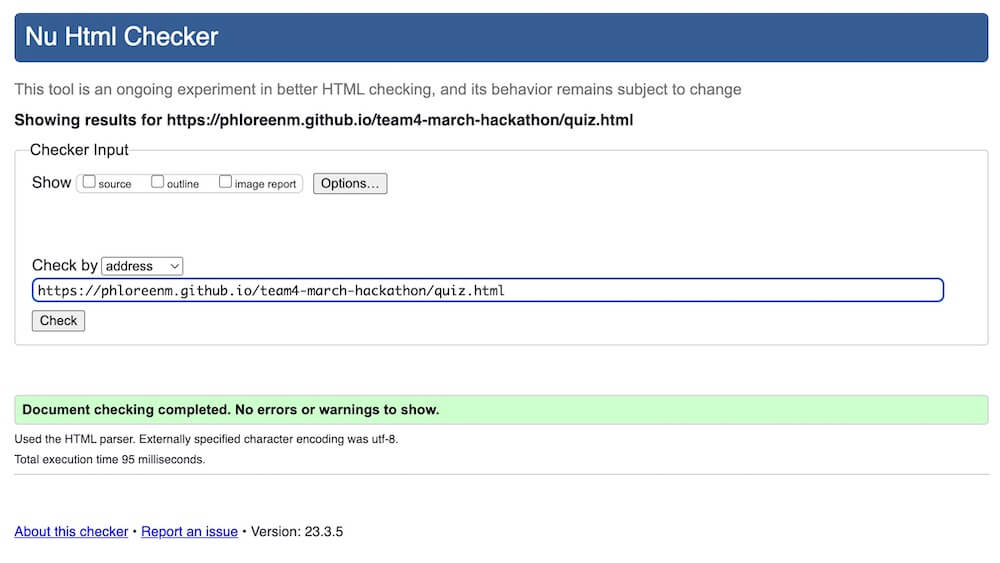 Nu Html Checker
This tool is an ongoing experiment in better HTML checking, and its behavior remains subject to change
Showing results for https://phloreenm.github.io/team4-march-hackathon/quiz.html
Checker Input
Show source outline image report Options...
Check by address
https://phloreenm.github.io/team4-march-hackathon/quiz.html
Check
Document checking completed. No errors or warnings to show.
Used the HTML parser. Externally specified character encoding was utf-8.
Total execution time 95 milliseconds.
About this checker • Report an issue • Version: 23.3.5